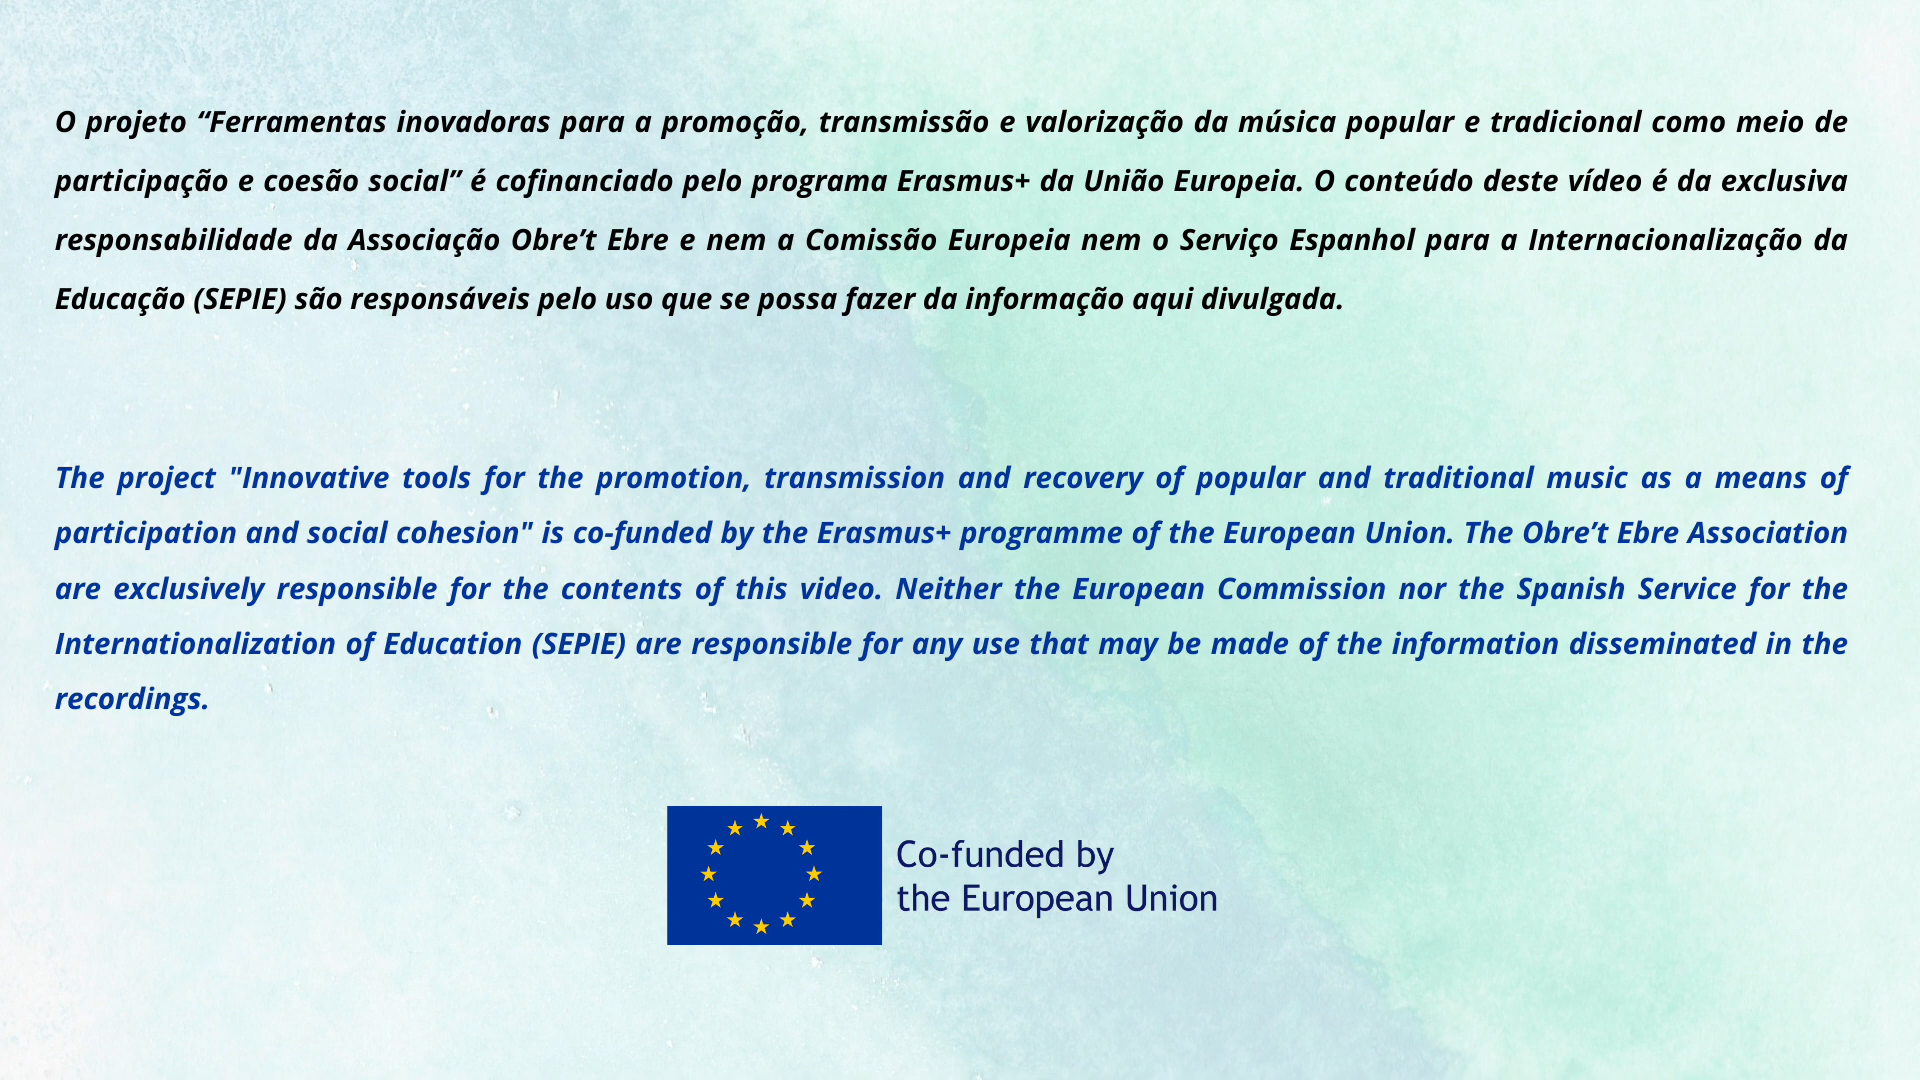 O projeto “Ferramentas inovadoras para a promoção, transmissão e valorização da música popular e tradicional como meio de
participação e coesão social” é cofinanciado pelo programa Erasmus+ da União Europeia. O conteúdo deste vídeo é da exclusiva
responsabilidade da Associação Obre’t Ebre e nem a Comissão Europeia nem o Serviço Espanhol para a Internacionalização da
Educação (SEPIE) são responsáveis pelo uso que se possa fazer da informação aqui divulgada.
The project "Innovative tools for the promotion, transmission and recovery of popular and traditional music as a means of
participation and social cohesion" is co-funded by the Erasmus+ programme of the European Union. The Obre’t Ebre Association
are exclusively responsible for the contents of this video. Neither the European Commission nor the Spanish Service for the
Internationalization of Education (SEPIE) are responsible for any use that may be made of the information disseminated in the
recordings.
Co-funded by
the European Union